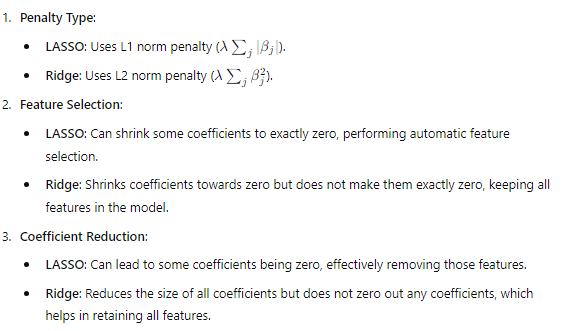 1. Penalty Type:
• LASSO: Uses L1 norm penalty (λ ∑j |βj|).
• Ridge: Uses L2 norm penalty (λ ∑j βj²).
2. Feature Selection:
• LASSO: Can shrink some coefficients to exactly zero, performing automatic feature
selection.
• Ridge: Shrinks coefficients towards zero but does not make them exactly zero, keeping all
features in the model.
3. Coefficient Reduction:
• LASSO: Can lead to some coefficients being zero, effectively removing those features.
• Ridge: Reduces the size of all coefficients but does not zero out any coefficients, which
helps in retaining all features.